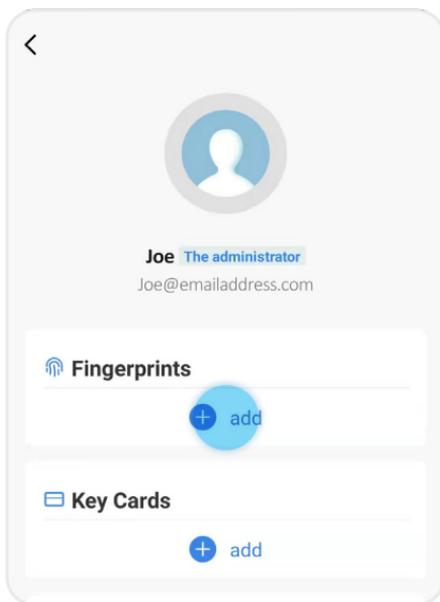 Joe The administrator
Joe@emailaddress.com
Fingerprints
add
Key Cards
add